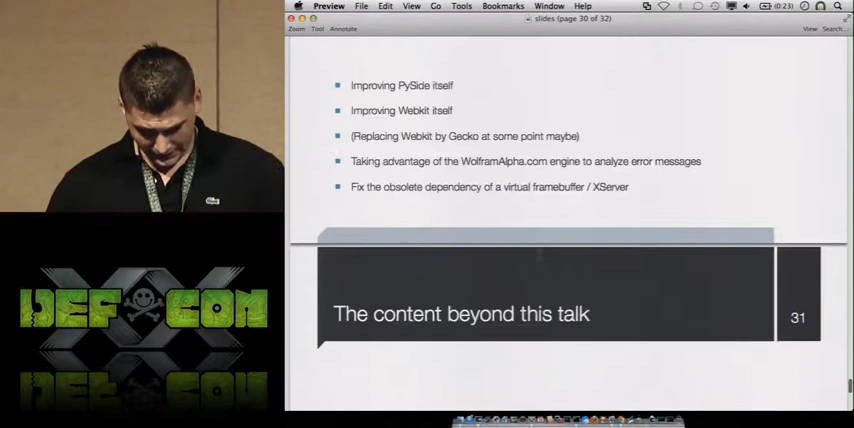 Preview File Edit View Go Tools Bookmarks Window Help (0:23)
slides (page 30 of 32)
Zoom Tool Annotate View Search...
Improving PySide itself
Improving Webkit itself
(Replacing Webkit by Gecko at some point maybe)
Taking advantage of the WolframAlpha.com engine to analyze error messages
Fix the obsolete dependency of a virtual framebuffer / XServer
The content beyond this talk
31
XX
DEF CON